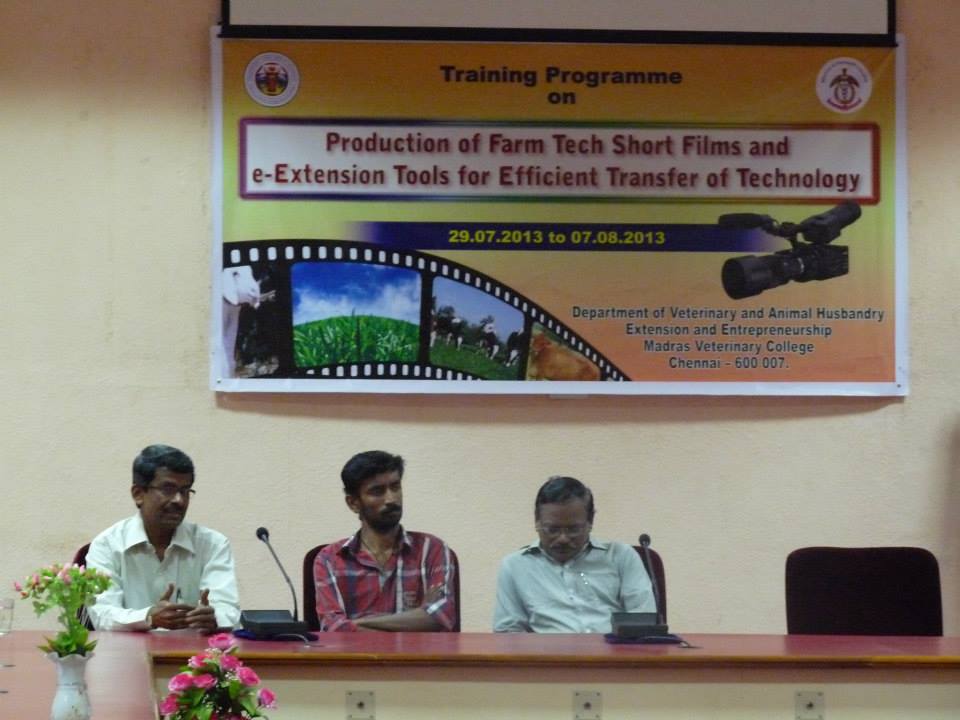 Training Programme
on
Production of Farm Tech Short Films and
e-Extension Tools for Efficient Transfer of Technology
29.07.2013 to 07.08.2013
Department of Veterinary and Animal Husbandry
Extension and Entrepreneurship
Madras Veterinary College
Chennai - 600 007.